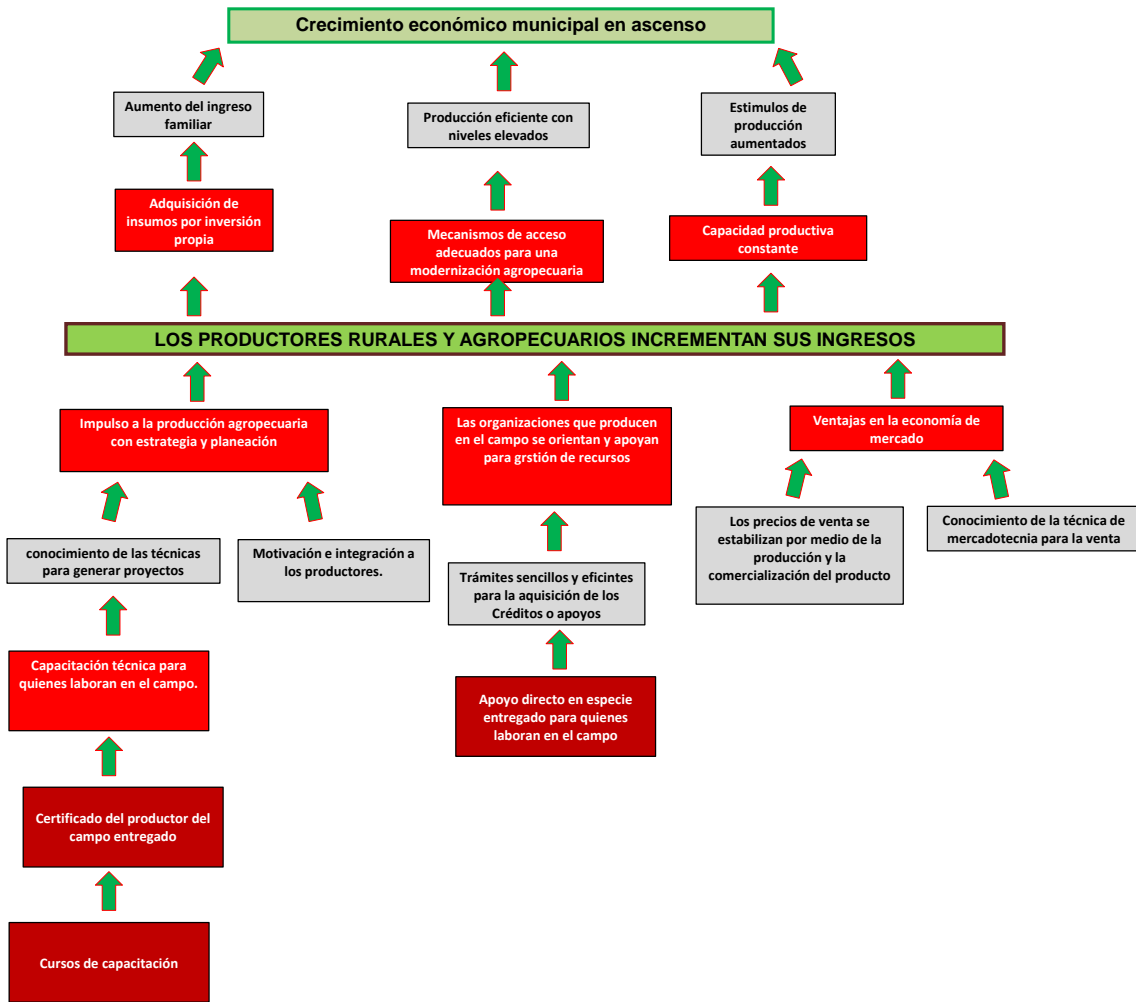 Crecimiento económico municipal en ascenso
Aumento del ingreso
familiar
Producción eficiente con
niveles elevados
Estimulos de
producción
aumentados
Adquisición de
insumos por inversión
propia
Mecanismos de acceso
adecuados para una
modernización agropecuaria
Capacidad productiva
constante
LOS PRODUCTORES RURALES Y AGROPECUARIOS INCREMENTAN SUS INGRESOS
Impulso a la producción agropecuaria
con estrategia y planeación
Las organizaciones que producen
en el campo se orientan y apoyan
para grstión de recursos
Ventajas en la economía de
mercado
conocimiento de las técnicas
para generar proyectos
Motivación e integración a
los productores.
Trámites sencillos y eficintes
para la aquisición de los
Créditos o apoyos
Los precios de venta se
estabilizan por medio de la
producción y la
comercialización del producto
Conocimiento de la técnica de
mercadotecnia para la venta
Capacitación técnica para
quienes laboran en el campo.
Apoyo directo en especie
entregado para quienes
laboran en el campo
Certificado del productor del
campo entregado
Cursos de capacitación